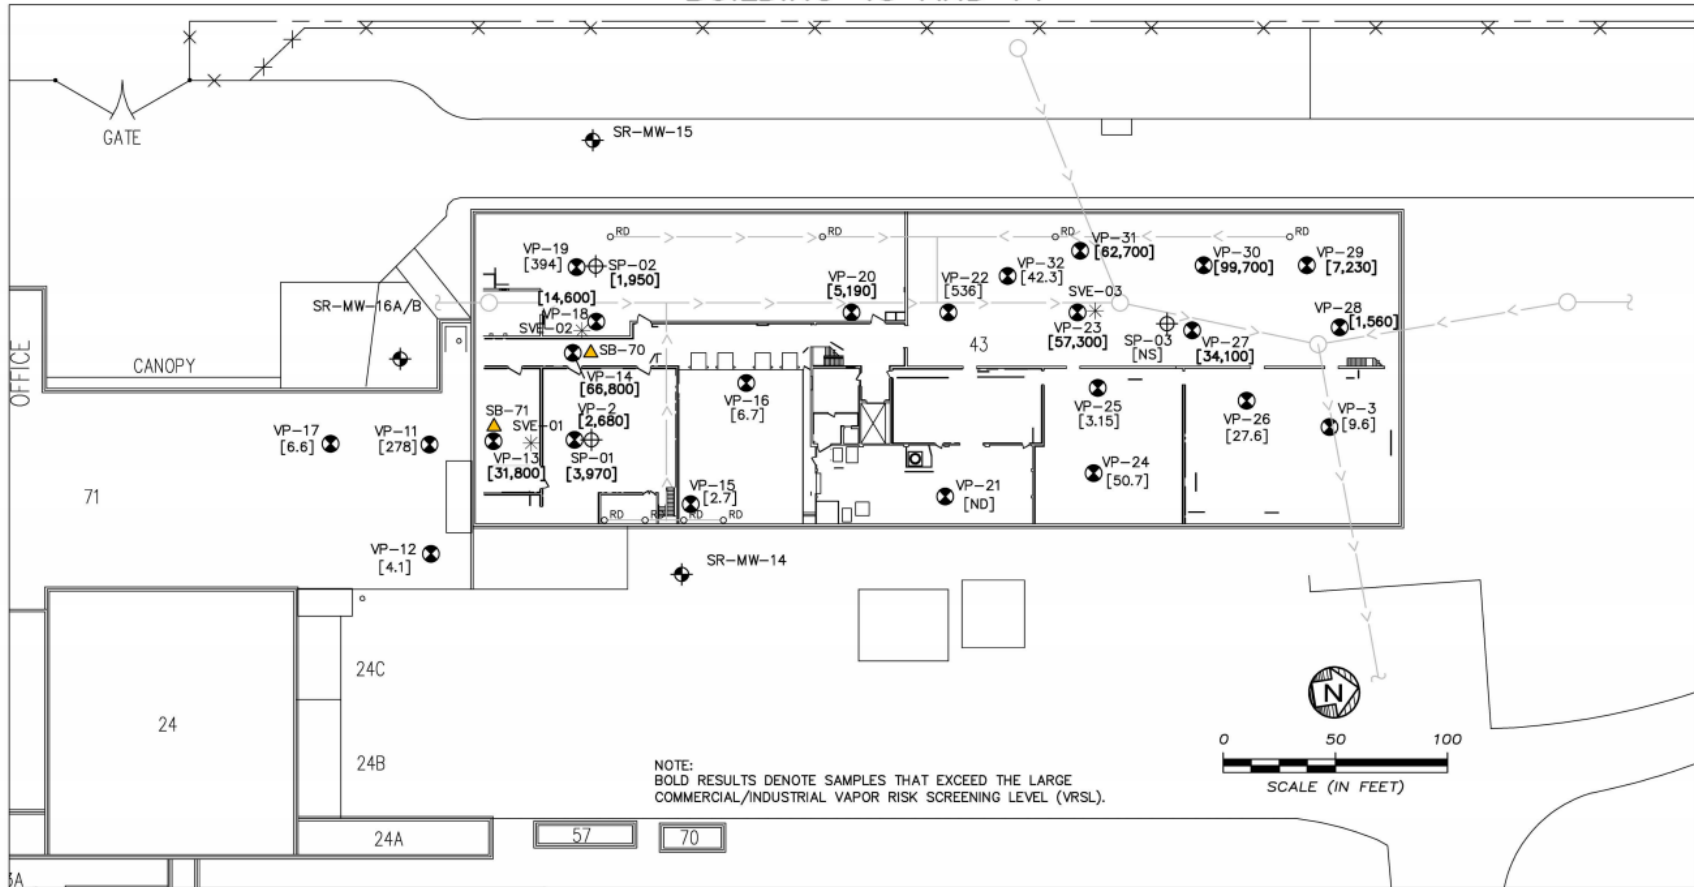 GATE
SR-MW-15
RD
RD
RD
RD
VP-19
[394]
SP-02
[1,950]
VP-31
[62,700]
VP-30
[99,700]
VP-29
[7,230]
VP-32
[42.3]
VP-20
[5,190]
VP-22
[536]
SVE-03
[14,600]
VP-18
SVE-02
SR-MW-16A/B
VP-28
[1,560]
VP-23
[57,300]
43
SP-03
[NS]
VP-27
[34,100]
SB-70
OFFICE
CANOPY
VP-14
[66,800]
VP-16
[6.7]
VP-25
[3.15]
VP-26
[27.6]
VP-3
[9.6]
SB-71
SVE-01
VP-2
[2,680]
VP-17
[6.6]
VP-11
[278]
VP-13
[31,800]
SP-01
[3,970]
VP-24
[50.7]
VP-15
[2.7]
VP-21
[ND]
71
RD
RD
RD
RD
VP-12
[4.1]
SR-MW-14
24C
24
24B
N
0 50 100
SCALE (IN FEET)
NOTE:
BOLD RESULTS DENOTE SAMPLES THAT EXCEED THE LARGE
COMMERCIAL/INDUSTRIAL VAPOR RISK SCREENING LEVEL (VRSL).
24A
57
70